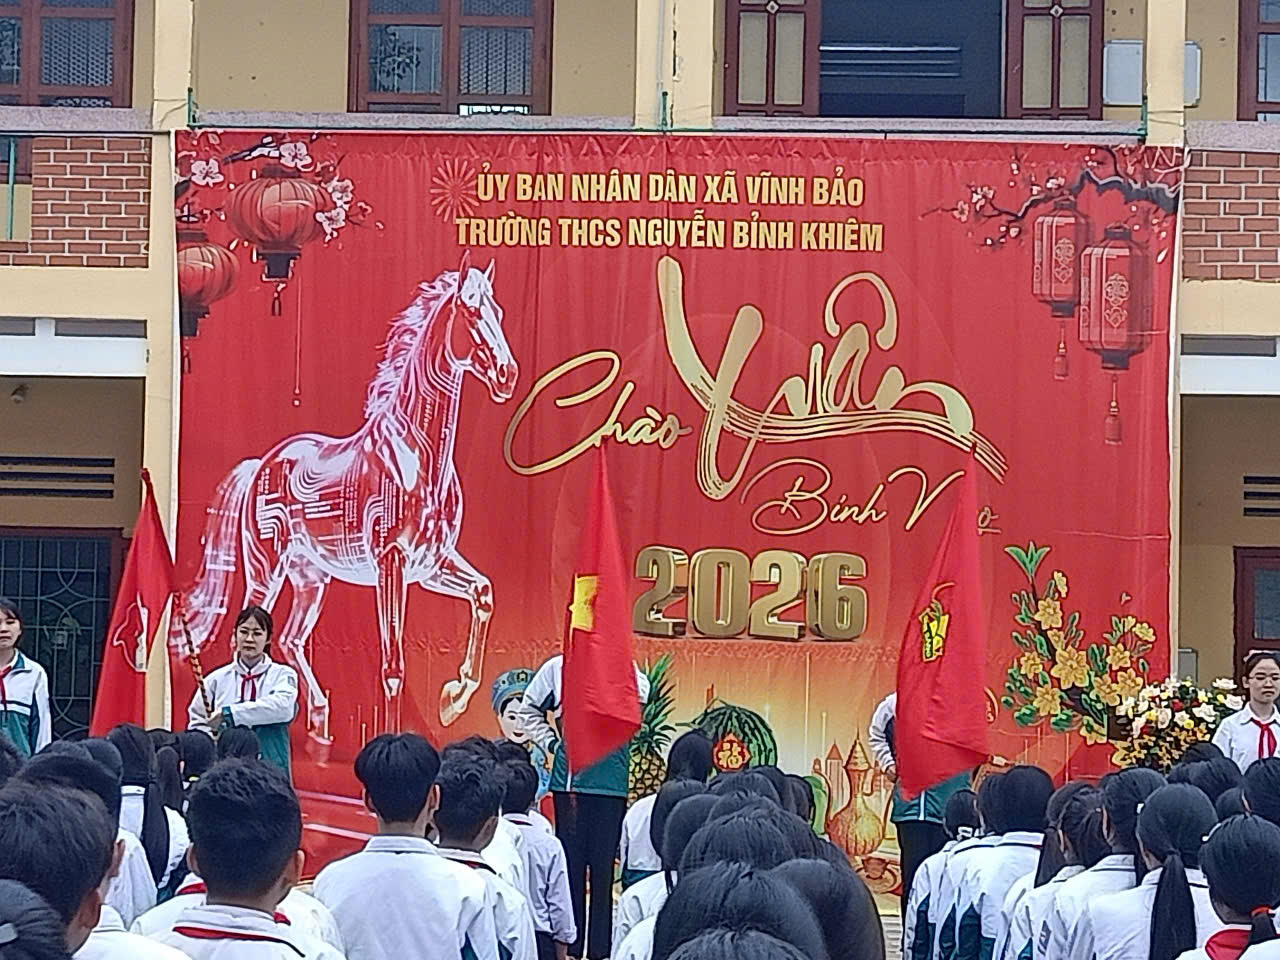 ỦY BAN NHÂN DÂN XÃ VĨNH BẢO
TRƯỜNG THCS NGUYỄN BỈNH KHIÊM
Chào Xuân
Bính
2026